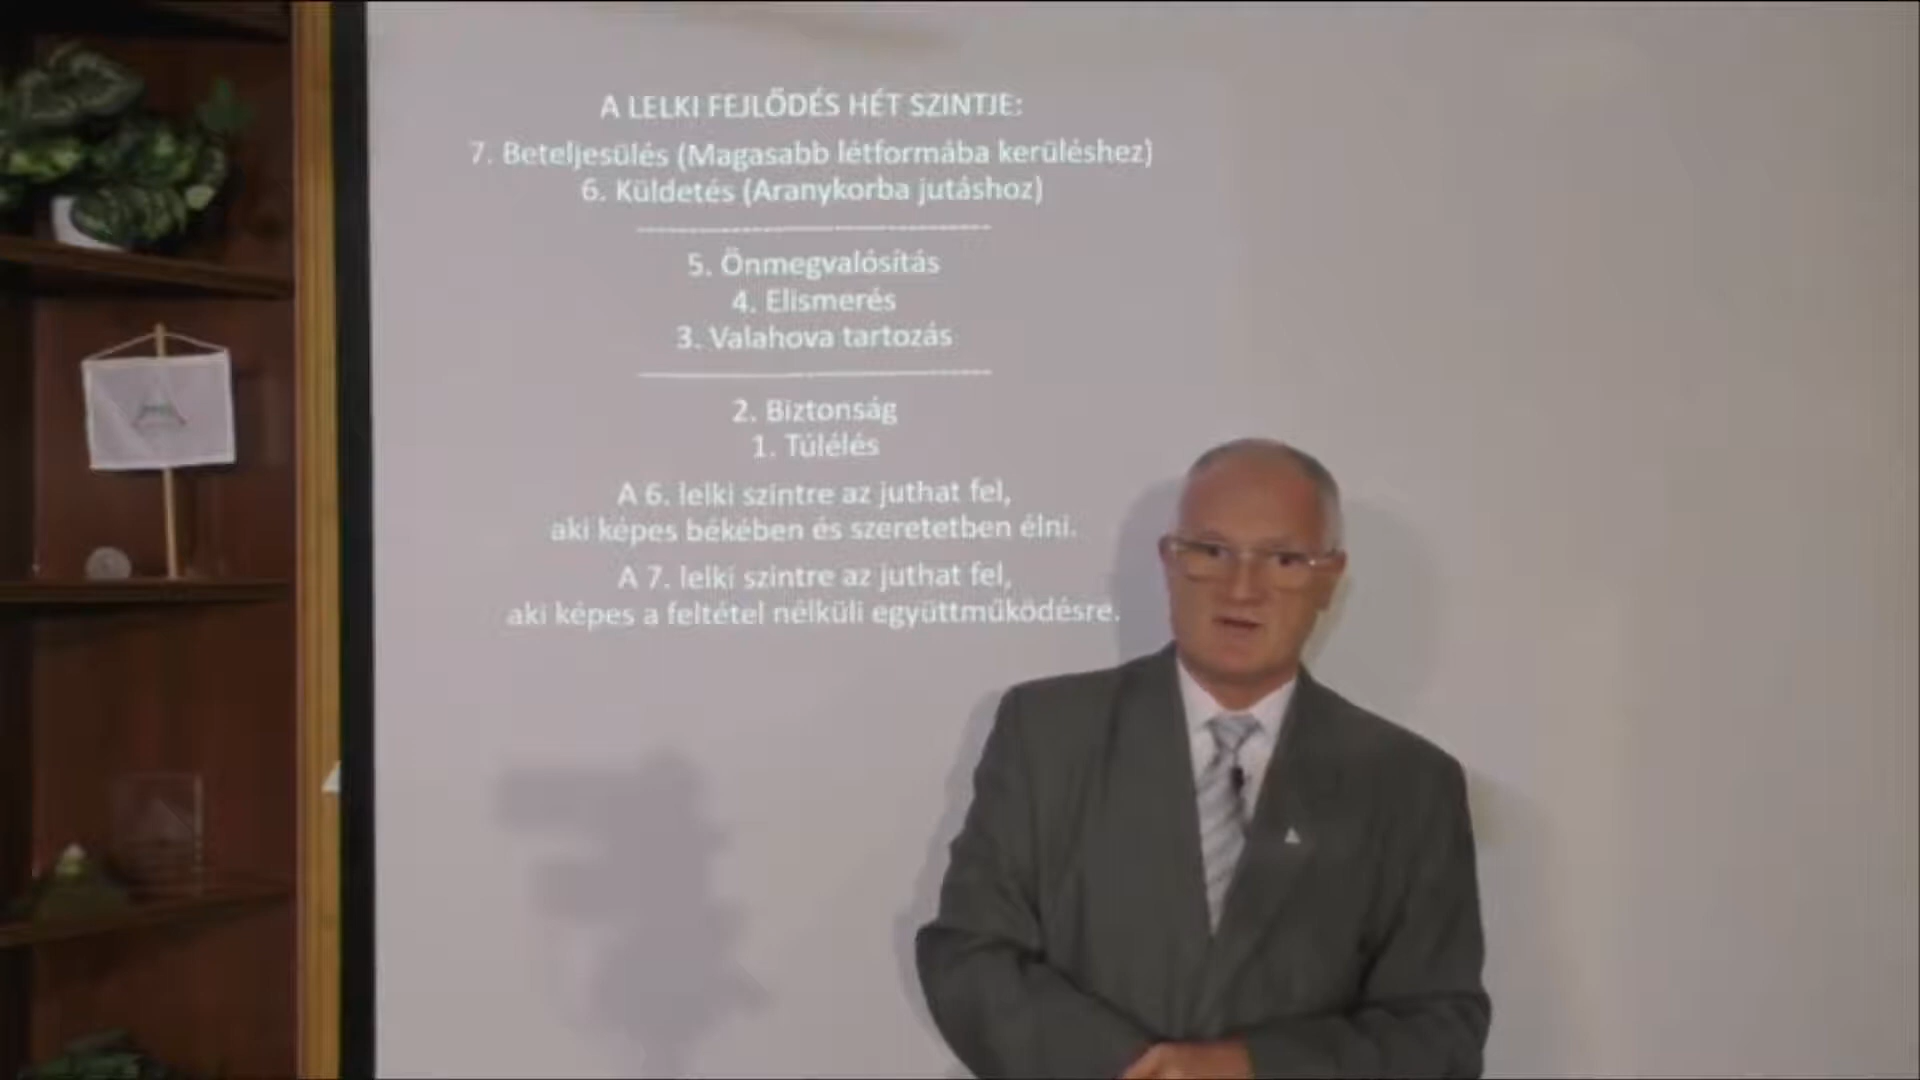 A LELKI FEJLŐDÉS HÉT SZINTJE:
7. Beteljesülés (Magasabb létformába kerüléshez)
6. Küldetés (Aranykorba jutáshoz)
5. Önmegvalósítás
4. Elismerés
3. Valahova tartozás
2. Biztonság
1. Túlélés
A 6. lelki szintre az juthat fel,
aki képes békében és szeretetben élni.
A 7. lelki szintre az juthat fel,
aki képes a feltétel nélküli együttműködésre.